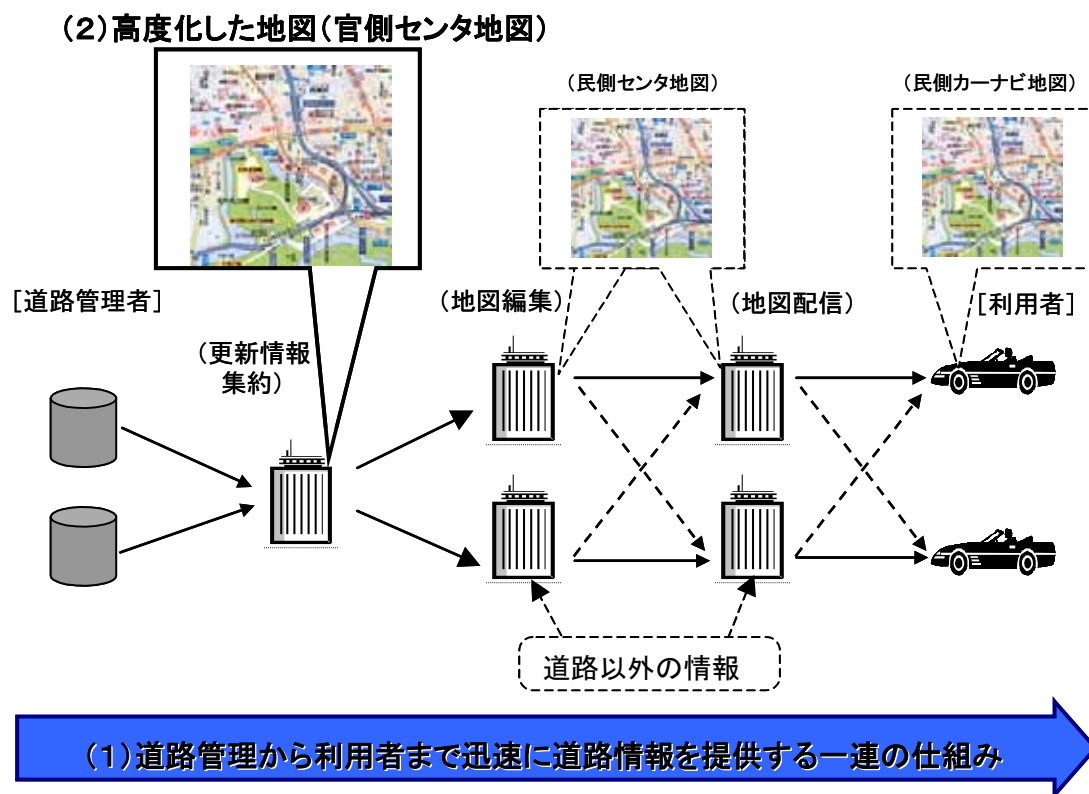 （２）高度化した地図（官側センタ地図）
（民側センタ地図）
（民側カーナビ地図）
［道路管理者］
（地図編集）
（地図配信）
［利用者］
（更新情報
集約）
道路以外の情報
（１）道路管理から利用者まで迅速に道路情報を提供する一連の仕組み